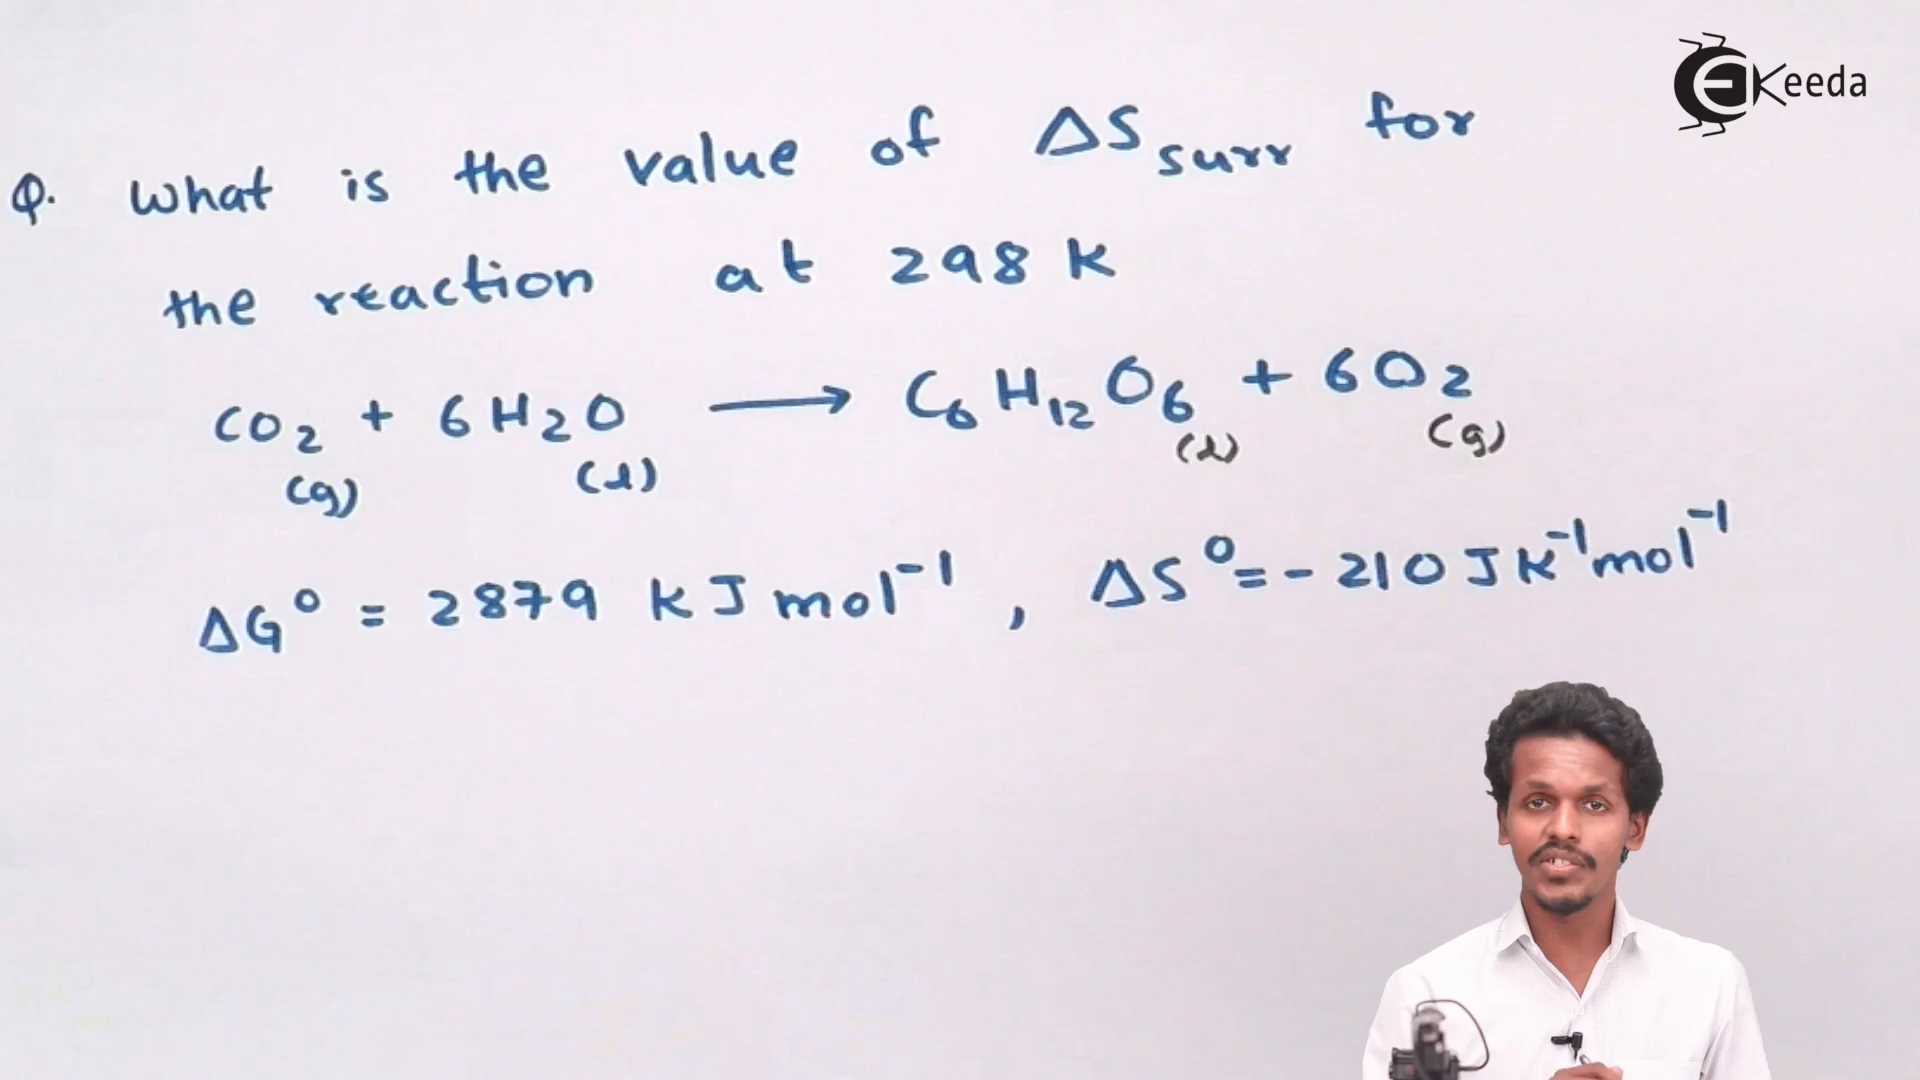 EKeeda
Q. What is the value of ΔS surr for
the reaction at 298 K
CO2 (g) + 6H2O (l) ⟶ C6H12O6 (s) + 6O2 (g)
ΔG° = 2879 kJ mol⁻¹, ΔS° = - 210 J K⁻¹ mol⁻¹